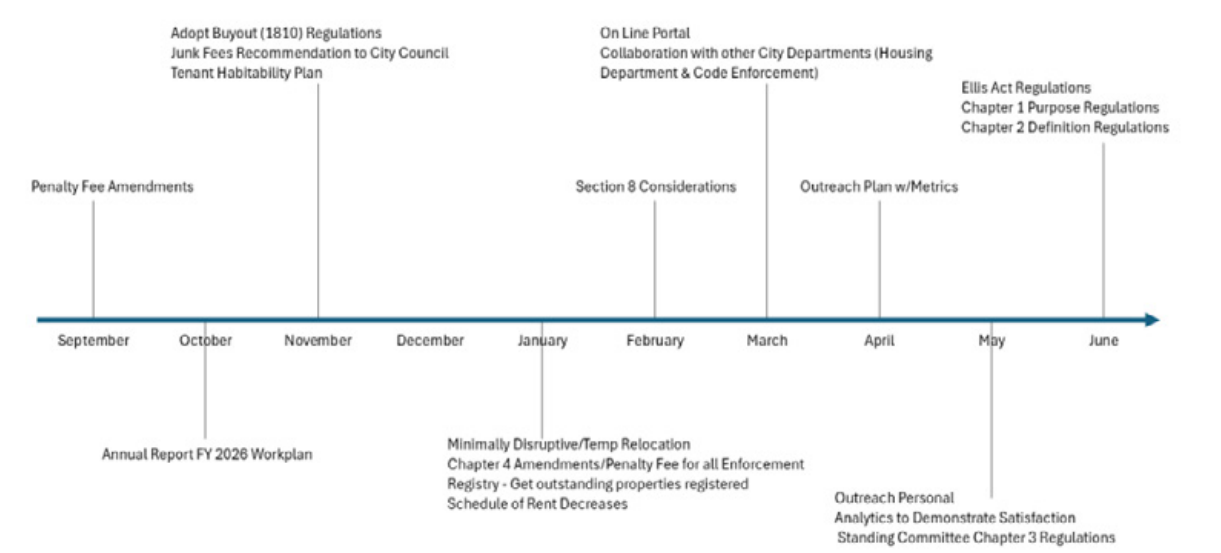 Adopt Buyout (1810) Regulations
Junk Fees Recommendation to City Council
Tenant Habitability Plan
On Line Portal
Collaboration with other City Departments (Housing
Department & Code Enforcement)
Ellis Act Regulations
Chapter 1 Purpose Regulations
Chapter 2 Definition Regulations
Penalty Fee Amendments
Section 8 Considerations
Outreach Plan w/Metrics
September
October
November
December
January
February
March
April
May
June
Annual Report FY 2026 Workplan
Minimally Disruptive/Temp Relocation
Chapter 4 Amendments/Penalty Fee for all Enforcement
Registry - Get outstanding properties registered
Schedule of Rent Decreases
Outreach Personal
Analytics to Demonstrate Satisfaction
Standing Committee Chapter 3 Regulations